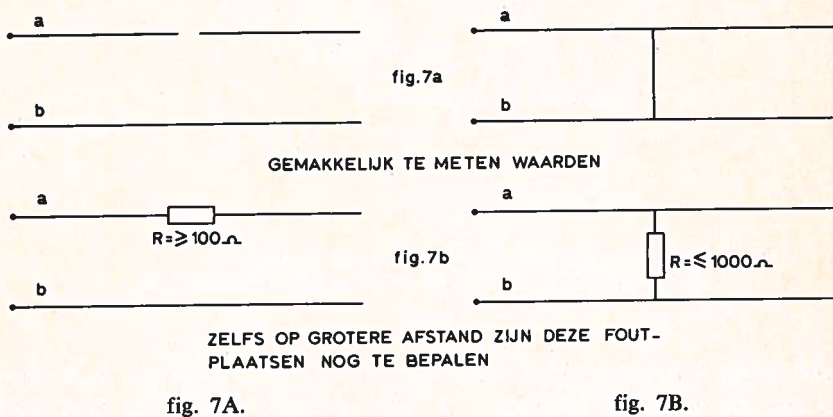 a
a
fig.7a
b
b
GEMAKKELIJK TE METEN WAARDEN
a
a
R=≥100Ω
fig.7b
R=≤1000Ω
b
b
ZELFS OP GROTERE AFSTAND ZIJN DEZE FOUT-
PLAATSEN NOG TE BEPALEN
fig. 7A.
fig. 7B.